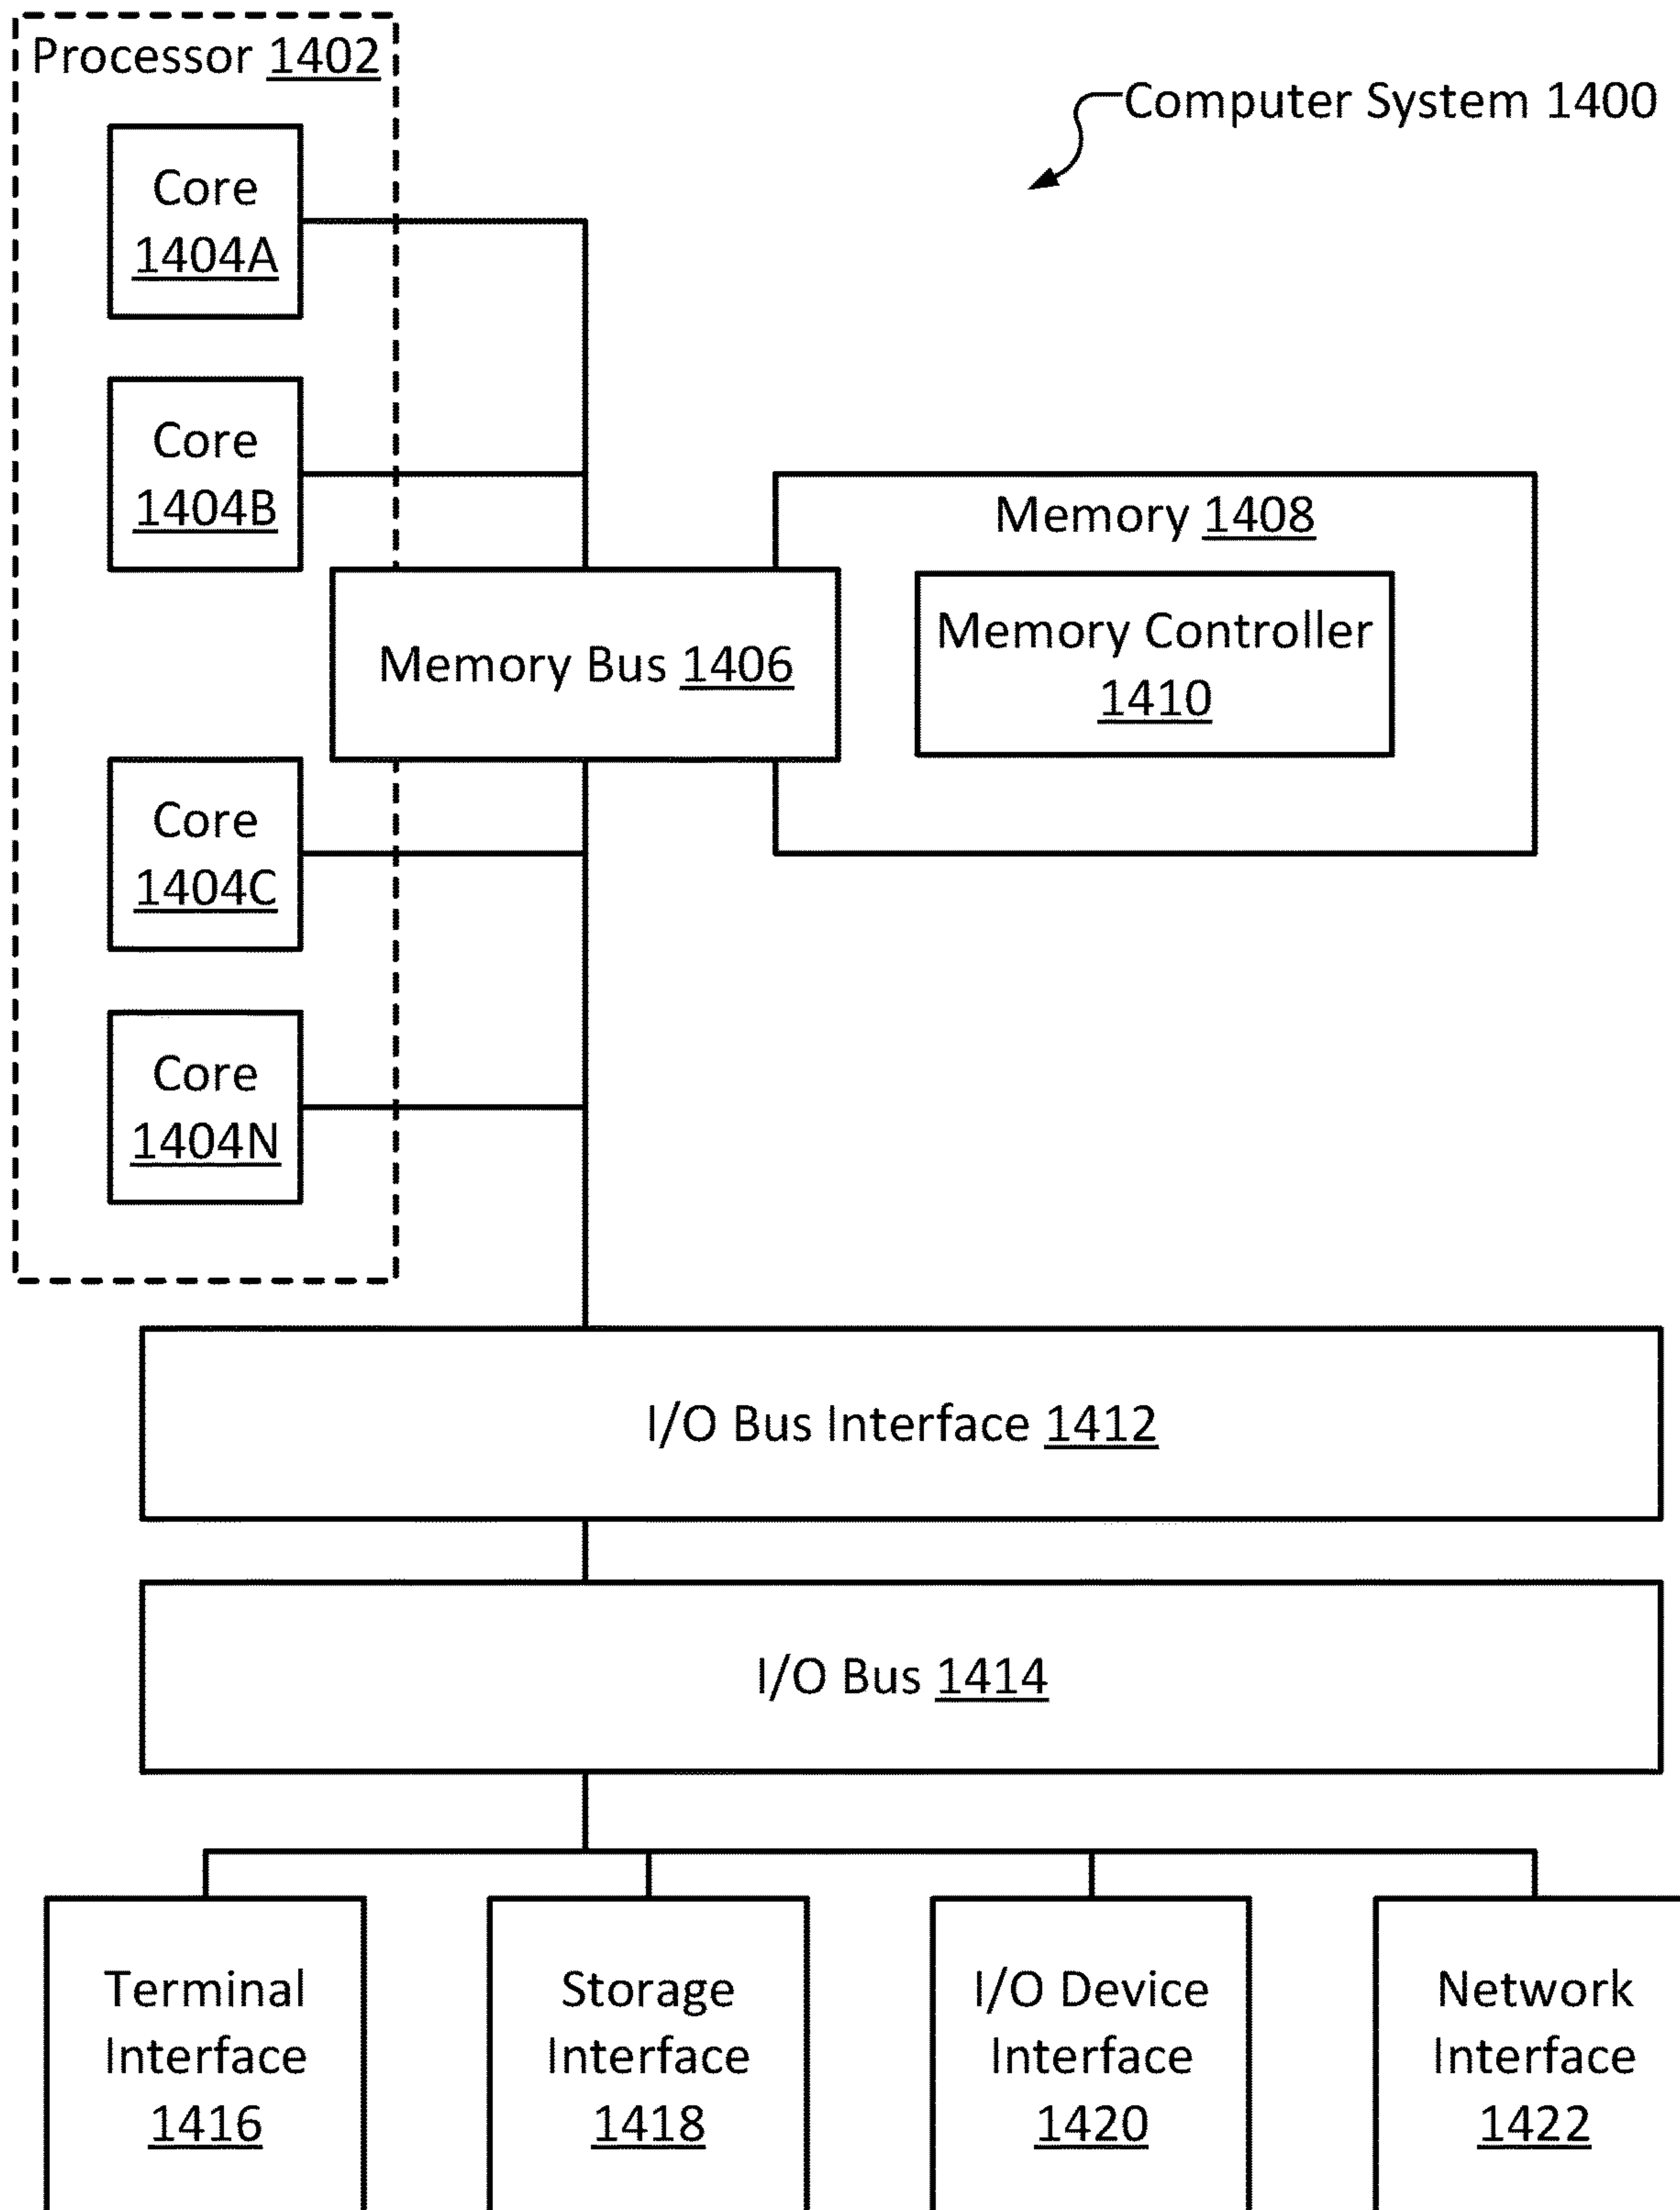 Processor 1402
Computer System 1400
Core
1404A
Core
1404B
Memory 1408
Memory Controller
1410
Memory Bus 1406
Core
1404C
Core
1404N
I/O Bus Interface 1412
I/O Bus 1414
Terminal
Interface
1416
Storage
Interface
1418
I/O Device
Interface
1420
Network
Interface
1422